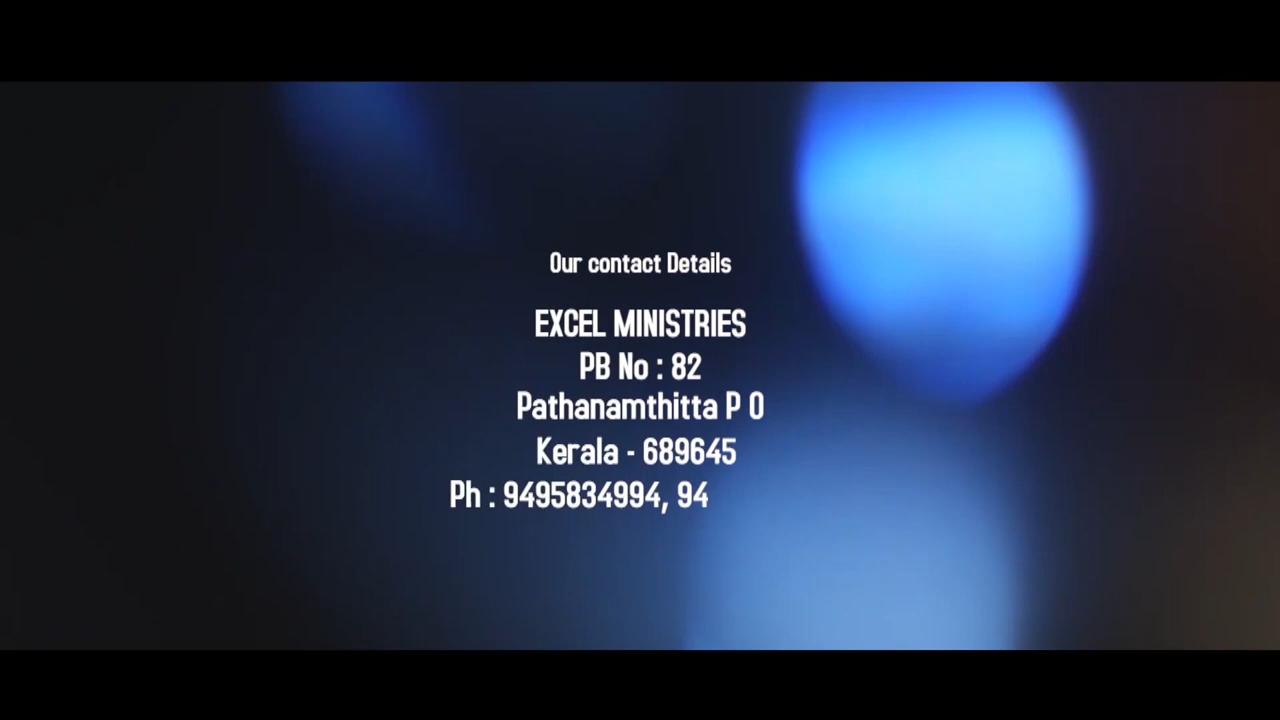 Our contact Details
EXCEL MINISTRIES
PB No : 82
Pathanamthitta P O
Kerala - 689645
Ph : 9495834994, 94